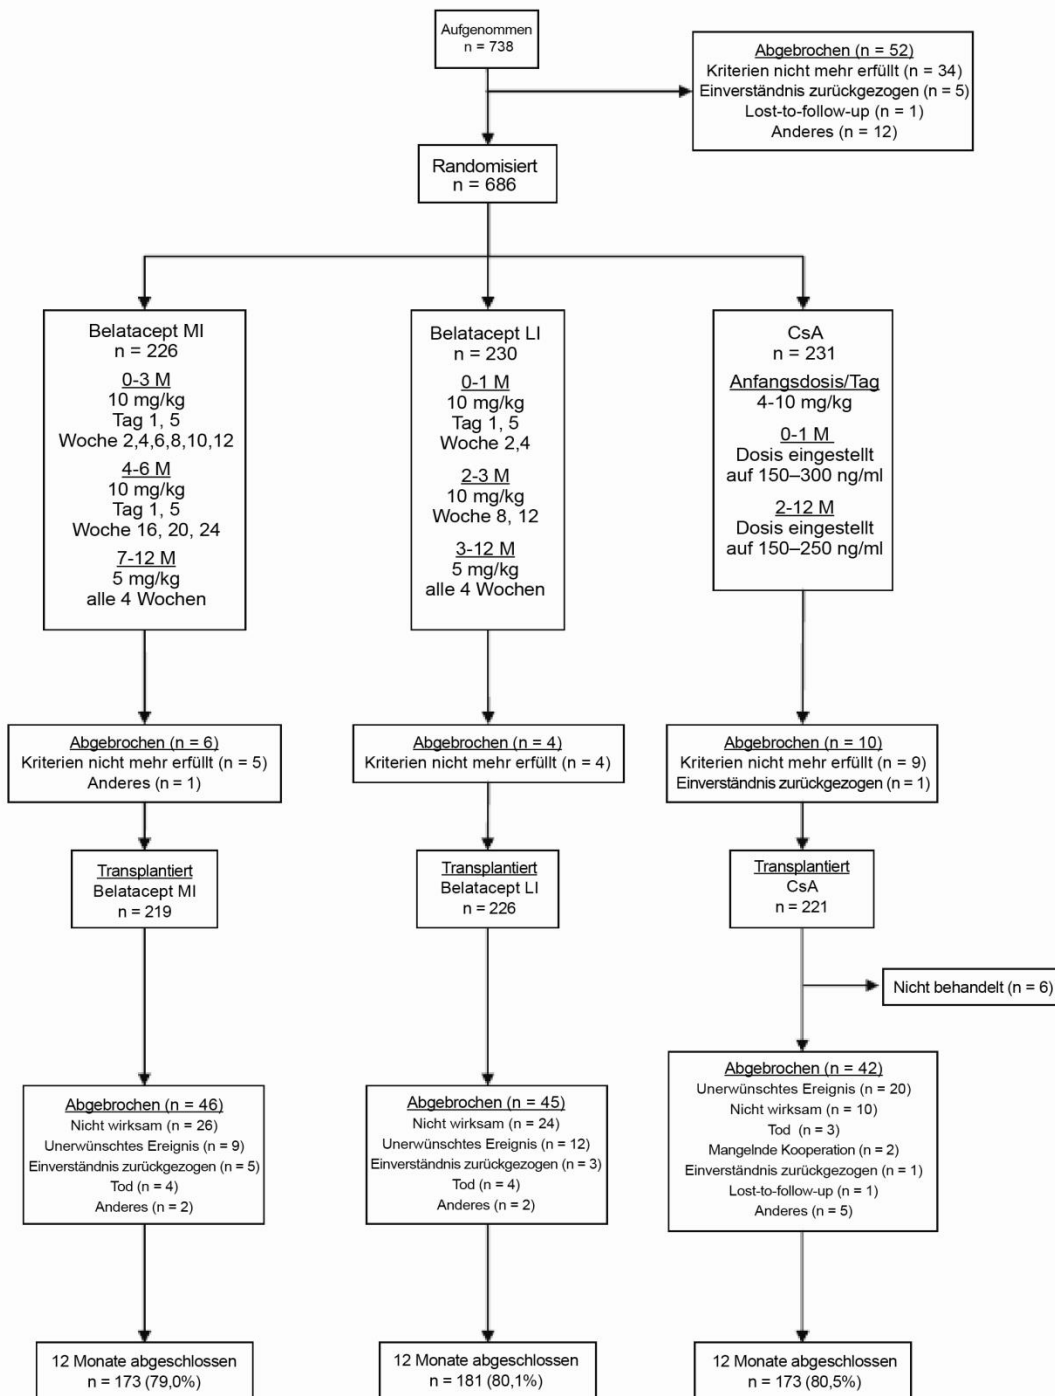 Aufgenommen
n = 738
Abgebrochen (n = 52)
Kriterien nicht mehr erfüllt (n = 34)
Einverständnis zurückgezogen (n = 5)
Lost-to-follow-up (n = 1)
Anderes (n = 12)
Randomisiert
n = 686
Belatacept MI
n = 226
0-3 M
10 mg/kg
Tag 1, 5
Woche 2,4,6,8,10,12
4-6 M
10 mg/kg
Tag 1, 5
Woche 16, 20, 24
7-12 M
5 mg/kg
alle 4 Wochen
Belatacept LI
n = 230
0-1 M
10 mg/kg
Tag 1, 5
Woche 2,4
2-3 M
10 mg/kg
Woche 8, 12
3-12 M
5 mg/kg
alle 4 Wochen
CsA
n = 231
Anfangsdosis/Tag
4-10 mg/kg
0-1 M
Dosis eingestellt
auf 150–300 ng/ml
2-12 M
Dosis eingestellt
auf 150–250 ng/ml
Abgebrochen (n = 6)
Kriterien nicht mehr erfüllt (n = 5)
Anderes (n = 1)
Abgebrochen (n = 4)
Kriterien nicht mehr erfüllt (n = 4)
Abgebrochen (n = 10)
Kriterien nicht mehr erfüllt (n = 9)
Einverständnis zurückgezogen (n = 1)
Transplantiert
Belatacept MI
n = 219
Transplantiert
Belatacept LI
n = 226
Transplantiert
CsA
n = 221
Nicht behandelt (n = 6)
Abgebrochen (n = 46)
Nicht wirksam (n = 26)
Unerwünschtes Ereignis (n = 9)
Einverständnis zurückgezogen (n = 5)
Tod (n = 4)
Anderes (n = 2)
Abgebrochen (n = 45)
Nicht wirksam (n = 24)
Unerwünschtes Ereignis (n = 12)
Einverständnis zurückgezogen (n = 3)
Tod (n = 4)
Anderes (n = 2)
Abgebrochen (n = 42)
Unerwünschtes Ereignis (n = 20)
Nicht wirksam (n = 10)
Tod (n = 3)
Mangelnde Kooperation (n = 2)
Einverständnis zurückgezogen (n = 1)
Lost-to-follow-up (n = 1)
Anderes (n = 5)
12 Monate abgeschlossen
n = 173 (79,0%)
12 Monate abgeschlossen
n = 181 (80,1%)
12 Monate abgeschlossen
n = 173 (80,5%)